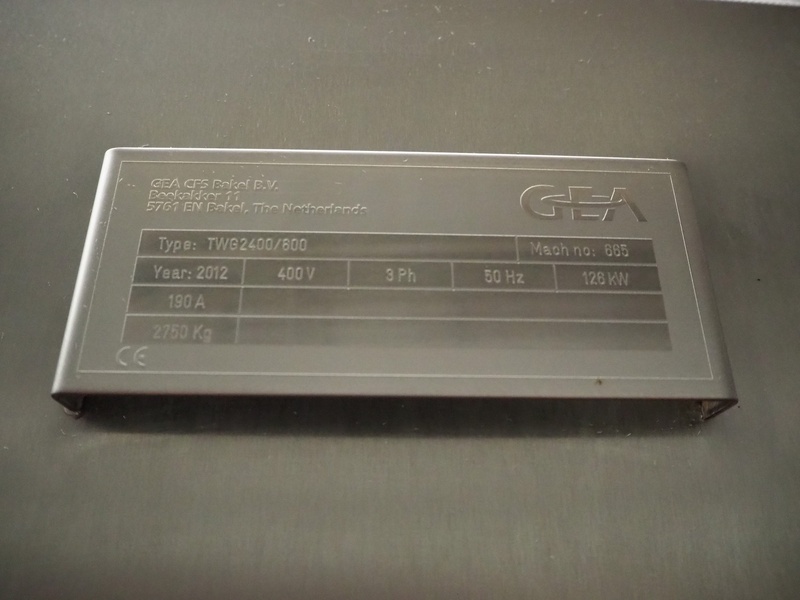 GEA CFS Bakel B.V.
Beekakker 11
5761 EN Bakel, The Netherlands
GEA
Type: TWG2400/600 Mach no: 665
Year: 2012 400 V 3 Ph 50 Hz 126 kW
190 A
2750 Kg
CE